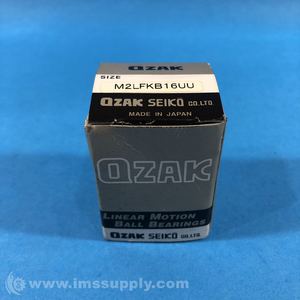 SIZE
M2LFKB16UU
OZAK SEIKO CO.,LTD.
MADE IN JAPAN
OZAK
LINEAR MOTION
BALL BEARINGS
OZAK SEIKO CO.,LTD.
www.imssupply.com